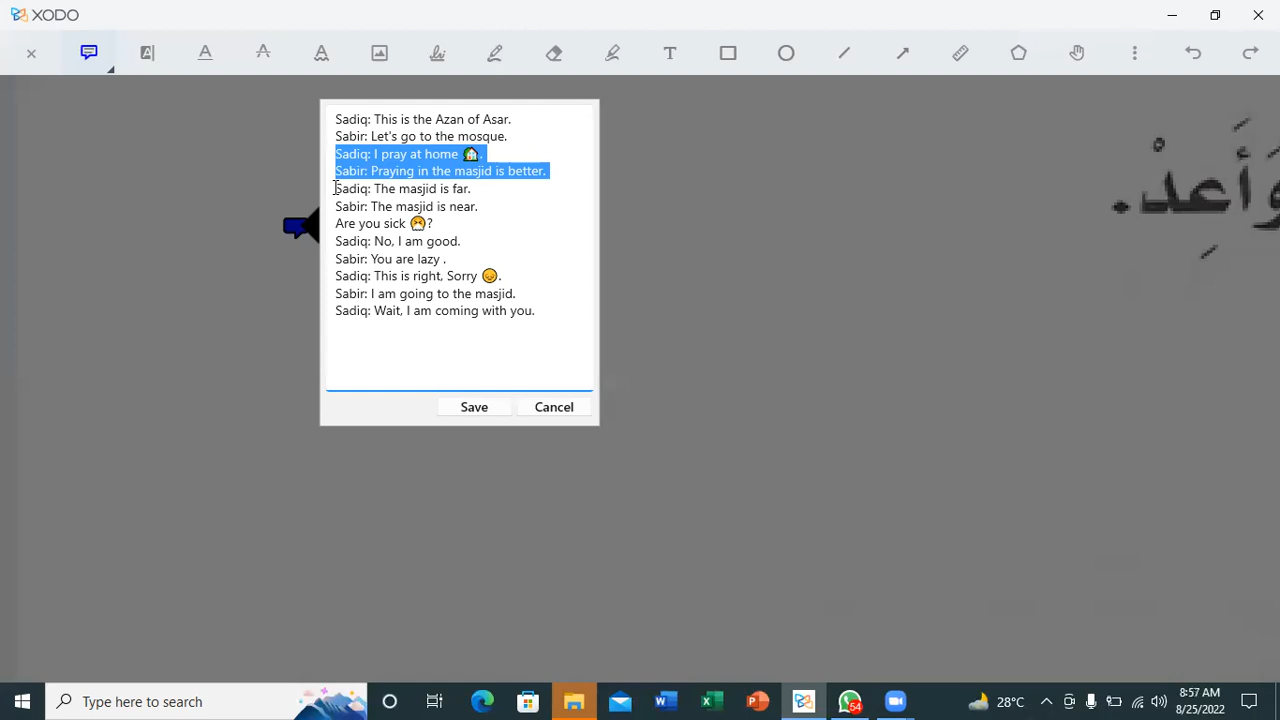 XODO
Sadiq: This is the Azan of Asar.
Sabir: Let's go to the mosque.
Sadiq: I pray at home 🏠.
Sabir: Praying in the masjid is better.
Sadiq: The masjid is far.
Sabir: The masjid is near.
Are you sick 🤧?
Sadiq: No, I am good.
Sabir: You are lazy .
Sadiq: This is right, Sorry 😞.
Sabir: I am going to the masjid.
Sadiq: Wait, I am coming with you.
Save Cancel
Type here to search
54
28°C
8:57 AM
8/25/2022